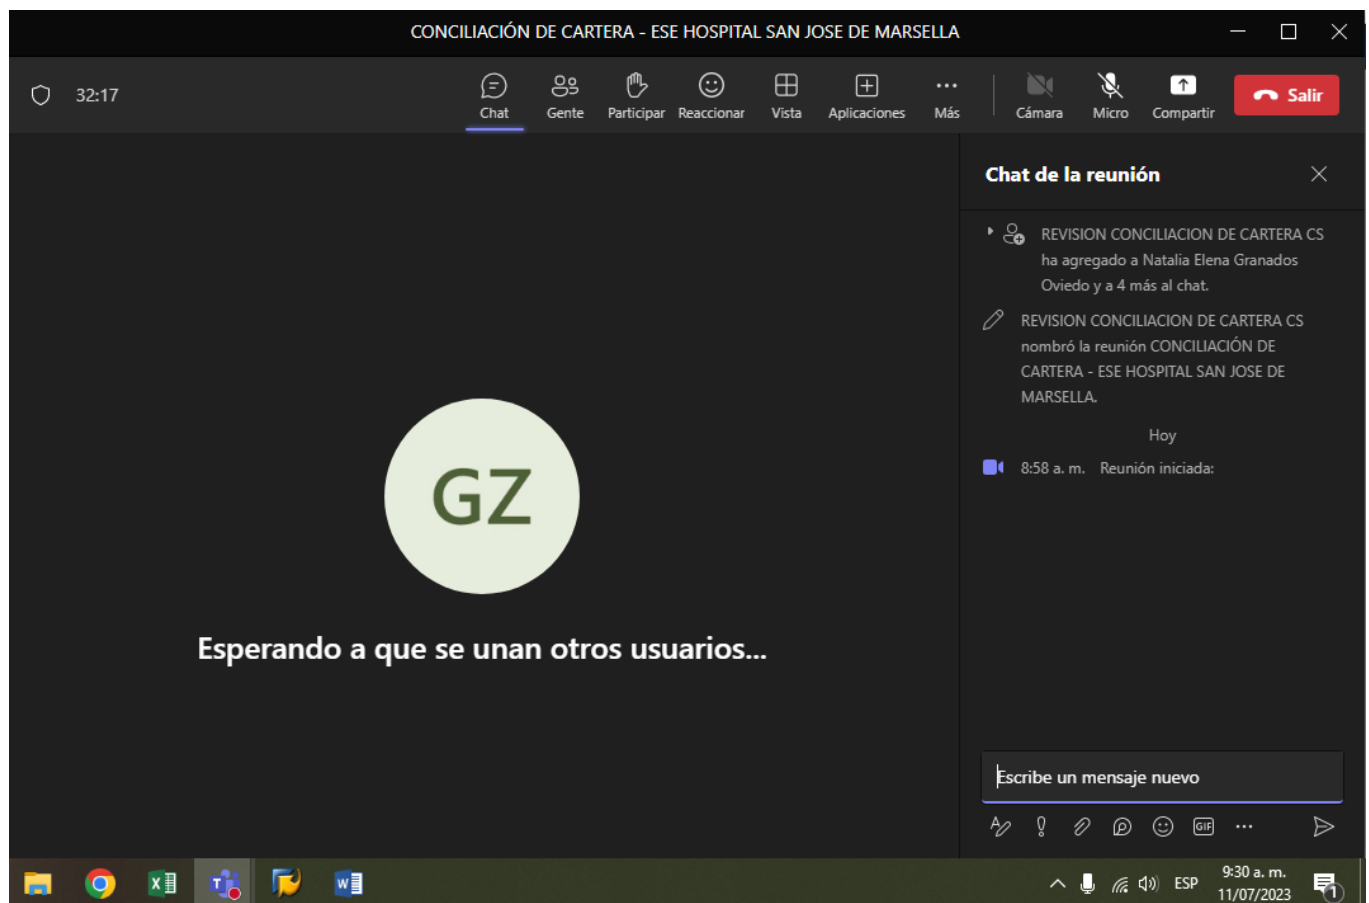 CONCILIACIÓN DE CARTERA - ESE HOSPITAL SAN JOSE DE MARSELLA
32:17
Chat
Gente
Participar
Reaccionar
Vista
Aplicaciones
Más
Cámara
Micro
Compartir
Salir
Chat de la reunión
REVISION CONCILIACION DE CARTERA CS
ha agregado a Natalia Elena Granados
Oviedo y a 4 más al chat.
REVISION CONCILIACION DE CARTERA CS
nombró la reunión CONCILIACIÓN DE
CARTERA - ESE HOSPITAL SAN JOSE DE
MARSELLA.
Hoy
8:58 a. m. Reunión iniciada:
GZ
Esperando a que se unan otros usuarios...
Escribe un mensaje nuevo
GIF
ESP
9:30 a. m.
11/07/2023
1